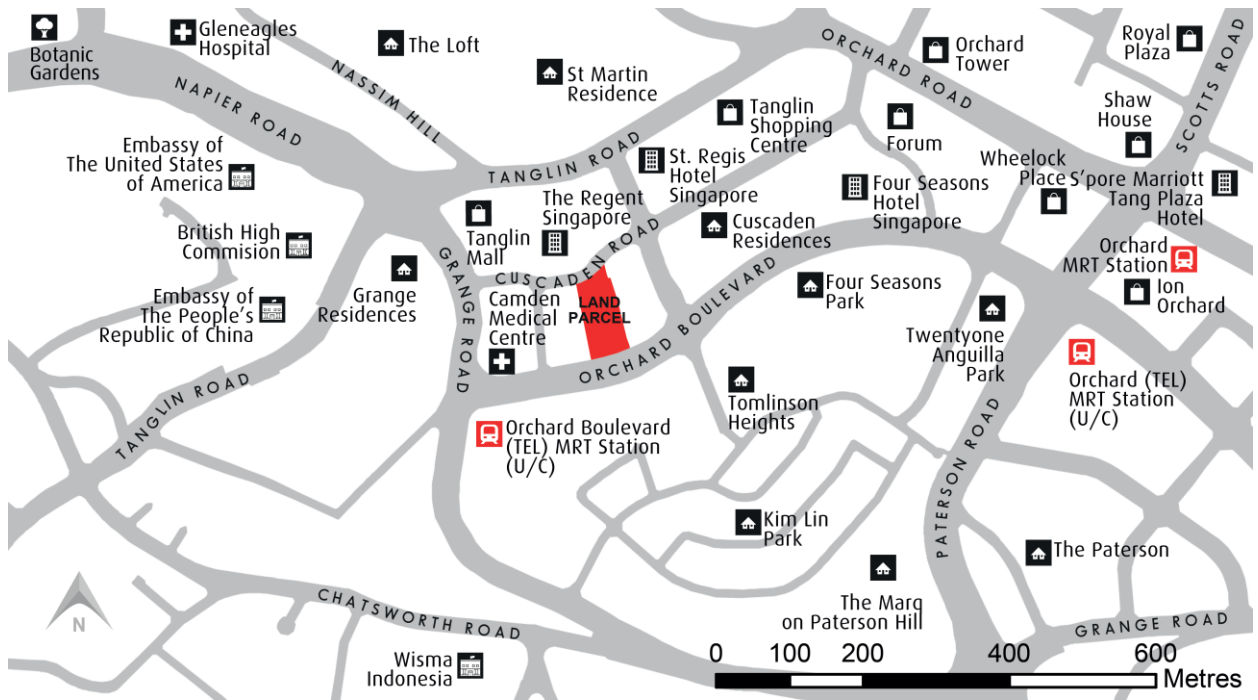 Botanic
Gardens
Gleneagles
Hospital
The Loft
NASSIM HILL
NAPIER ROAD
St Martin
Residence
ORCHARD ROAD
Orchard
Tower
Royal
Plaza
SCOTTS ROAD
Shaw
House
Embassy of
The United States
of America
TANGLIN ROAD
Tanglin
Shopping
Centre
Forum
Wheelock
Place
S'pore Marriott
Tang Plaza
Hotel
St. Regis
Hotel
Singapore
Four Seasons
Hotel
Singapore
The Regent
Singapore
British High
Commision
Tanglin
Mall
CUSCADEN ROAD
Cuscaden
Residences
Orchard
MRT Station
Ion
Orchard
Embassy of
The People's
Republic of China
Grange
Residences
GRANGE ROAD
Camden
Medical
Centre
LAND
PARCEL
ORCHARD BOULEVARD
Four Seasons
Park
Twentyone
Anguilla
Park
Orchard (TEL)
MRT Station
(U/C)
TANGLIN ROAD
Orchard Boulevard
(TEL) MRT Station
(U/C)
Tomlinson
Heights
PATERSON ROAD
Kim Lin
Park
The Paterson
The Marq
on Paterson Hill
N
CHATSWORTH ROAD
GRANGE ROAD
Wisma
Indonesia
0 100 200 400 600
Metres